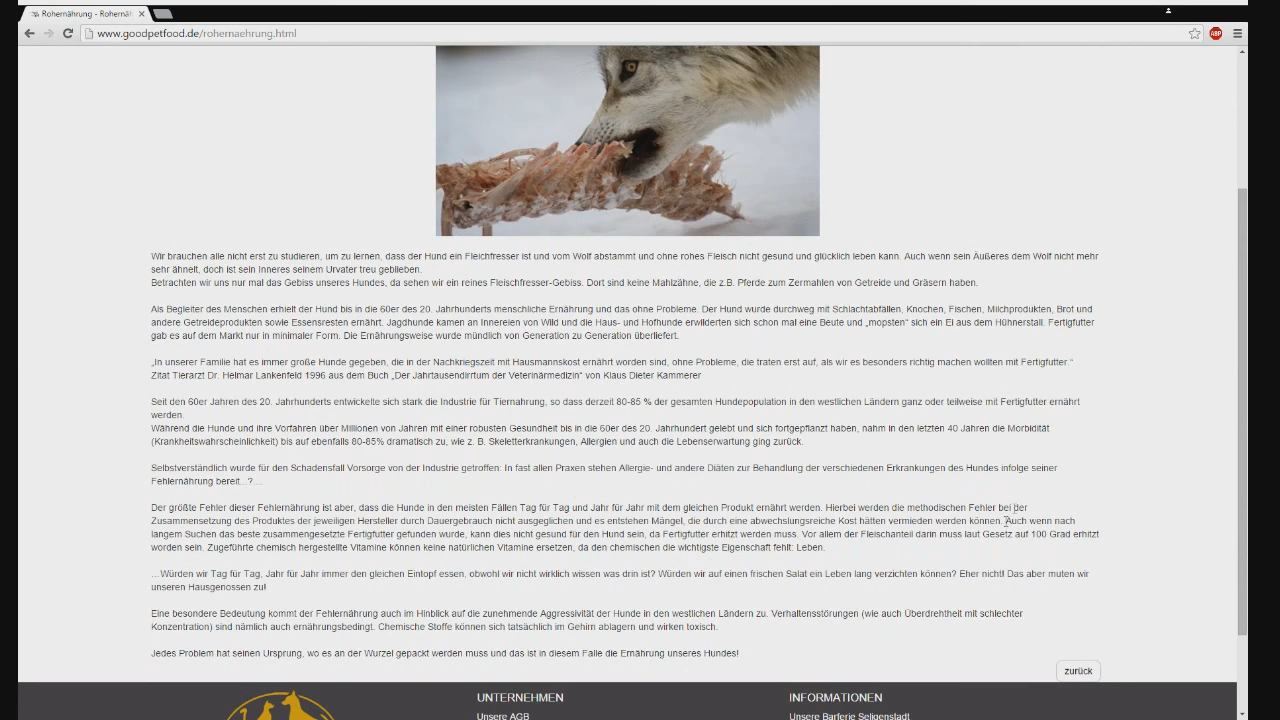 Rohernährung - Rohernäh
www.goodpetfood.de/rohernaehrung.html
ABP
Wir brauchen alle nicht erst zu studieren, um zu lernen, dass der Hund ein Fleichfresser ist und vom Wolf abstammt und ohne rohes Fleisch nicht gesund und glücklich leben kann. Auch wenn sein Äußeres dem Wolf nicht mehr
sehr ähnelt, doch ist sein Inneres seinem Urvater treu geblieben.
Betrachten wir uns nur mal das Gebiss unseres Hundes, da sehen wir ein reines Fleischfresser-Gebiss. Dort sind keine Mahlzähne, die z.B. Pferde zum Zermahlen von Getreide und Gräsern haben.
Als Begleiter des Menschen erhielt der Hund bis in die 60er des 20. Jahrhunderts menschliche Ernährung und das ohne Probleme. Der Hund wurde durchweg mit Schlachtabfällen, Knochen, Fischen, Milchprodukten, Brot und
andere Getreideprodukten sowie Essensresten ernährt. Jagdhunde kamen an Innereien von Wild und die Haus- und Hofhunde erwilderten sich schon mal eine Beute und „mopsten“ sich ein Ei aus dem Hühnerstall. Fertigfutter
gab es auf dem Markt nur in minimaler Form. Die Ernährungsweise wurde mündlich von Generation zu Generation überliefert.
„In unserer Familie hat es immer große Hunde gegeben, die in der Nachkriegszeit mit Hausmannskost ernährt worden sind, ohne Probleme, die traten erst auf, als wir es besonders richtig machen wollten mit Fertigfutter.“
Zitat Tierarzt Dr. Helmar Lankenfeld 1996 aus dem Buch „Der Jahrtausendirrtum der Veterinärmedizin“ von Klaus Dieter Kammerer
Seit den 60er Jahren des 20. Jahrhunderts entwickelte sich stark die Industrie für Tiernahrung, so dass derzeit 80-85 % der gesamten Hundepopulation in den westlichen Ländern ganz oder teilweise mit Fertigfutter ernährt
werden.
Während die Hunde und ihre Vorfahren über Millionen von Jahren mit einer robusten Gesundheit bis in die 60er des 20. Jahrhundert gelebt und sich fortgepflanzt haben, nahm in den letzten 40 Jahren die Morbidität
(Krankheitswahrscheinlichkeit) bis auf ebenfalls 80-85% dramatisch zu, wie z. B. Skeletterkrankungen, Allergien und auch die Lebenserwartung ging zurück.
Selbstverständlich wurde für den Schadensfall Vorsorge von der Industrie getroffen: In fast allen Praxen stehen Allergie- und andere Diäten zur Behandlung der verschiedenen Erkrankungen des Hundes infolge seiner
Fehlernährung bereit...?....
Der größte Fehler dieser Fehlernährung ist aber, dass die Hunde in den meisten Fällen Tag für Tag und Jahr für Jahr mit dem gleichen Produkt ernährt werden. Hierbei werden die methodischen Fehler bei der
Zusammensetzung des Produktes der jeweiligen Hersteller durch Dauergebrauch nicht ausgeglichen und es entstehen Mängel, die durch eine abwechslungsreiche Kost hätten vermieden werden können. Auch wenn nach
langem Suchen das beste zusammengesetzte Fertigfutter gefunden wurde, kann dies nicht gesund für den Hund sein, da Fertigfutter erhitzt werden muss. Vor allem der Fleischanteil darin muss laut Gesetz auf 100 Grad erhitzt
worden sein. Zugeführte chemisch hergestellte Vitamine können keine natürlichen Vitamine ersetzen, da den chemischen die wichtigste Eigenschaft fehlt: Leben.
…Würden wir Tag für Tag, Jahr für Jahr immer den gleichen Eintopf essen, obwohl wir nicht wirklich wissen was drin ist? Würden wir auf einen frischen Salat ein Leben lang verzichten können? Eher nicht! Das aber muten wir
unseren Hausgenossen zu!
Eine besondere Bedeutung kommt der Fehlernährung auch im Hinblick auf die zunehmende Aggressivität der Hunde in den westlichen Ländern zu. Verhaltensstörungen (wie auch Überdrehtheit mit schlechter
Konzentration) sind nämlich auch ernährungsbedingt. Chemische Stoffe können sich tatsächlich im Gehirn ablagern und wirken toxisch.
Jedes Problem hat seinen Ursprung, wo es an der Wurzel gepackt werden muss und das ist in diesem Falle die Ernährung unseres Hundes!
zurück
UNTERNEHMEN
INFORMATIONEN
Unsere AGB
Unsere Barferie Seligenstadt